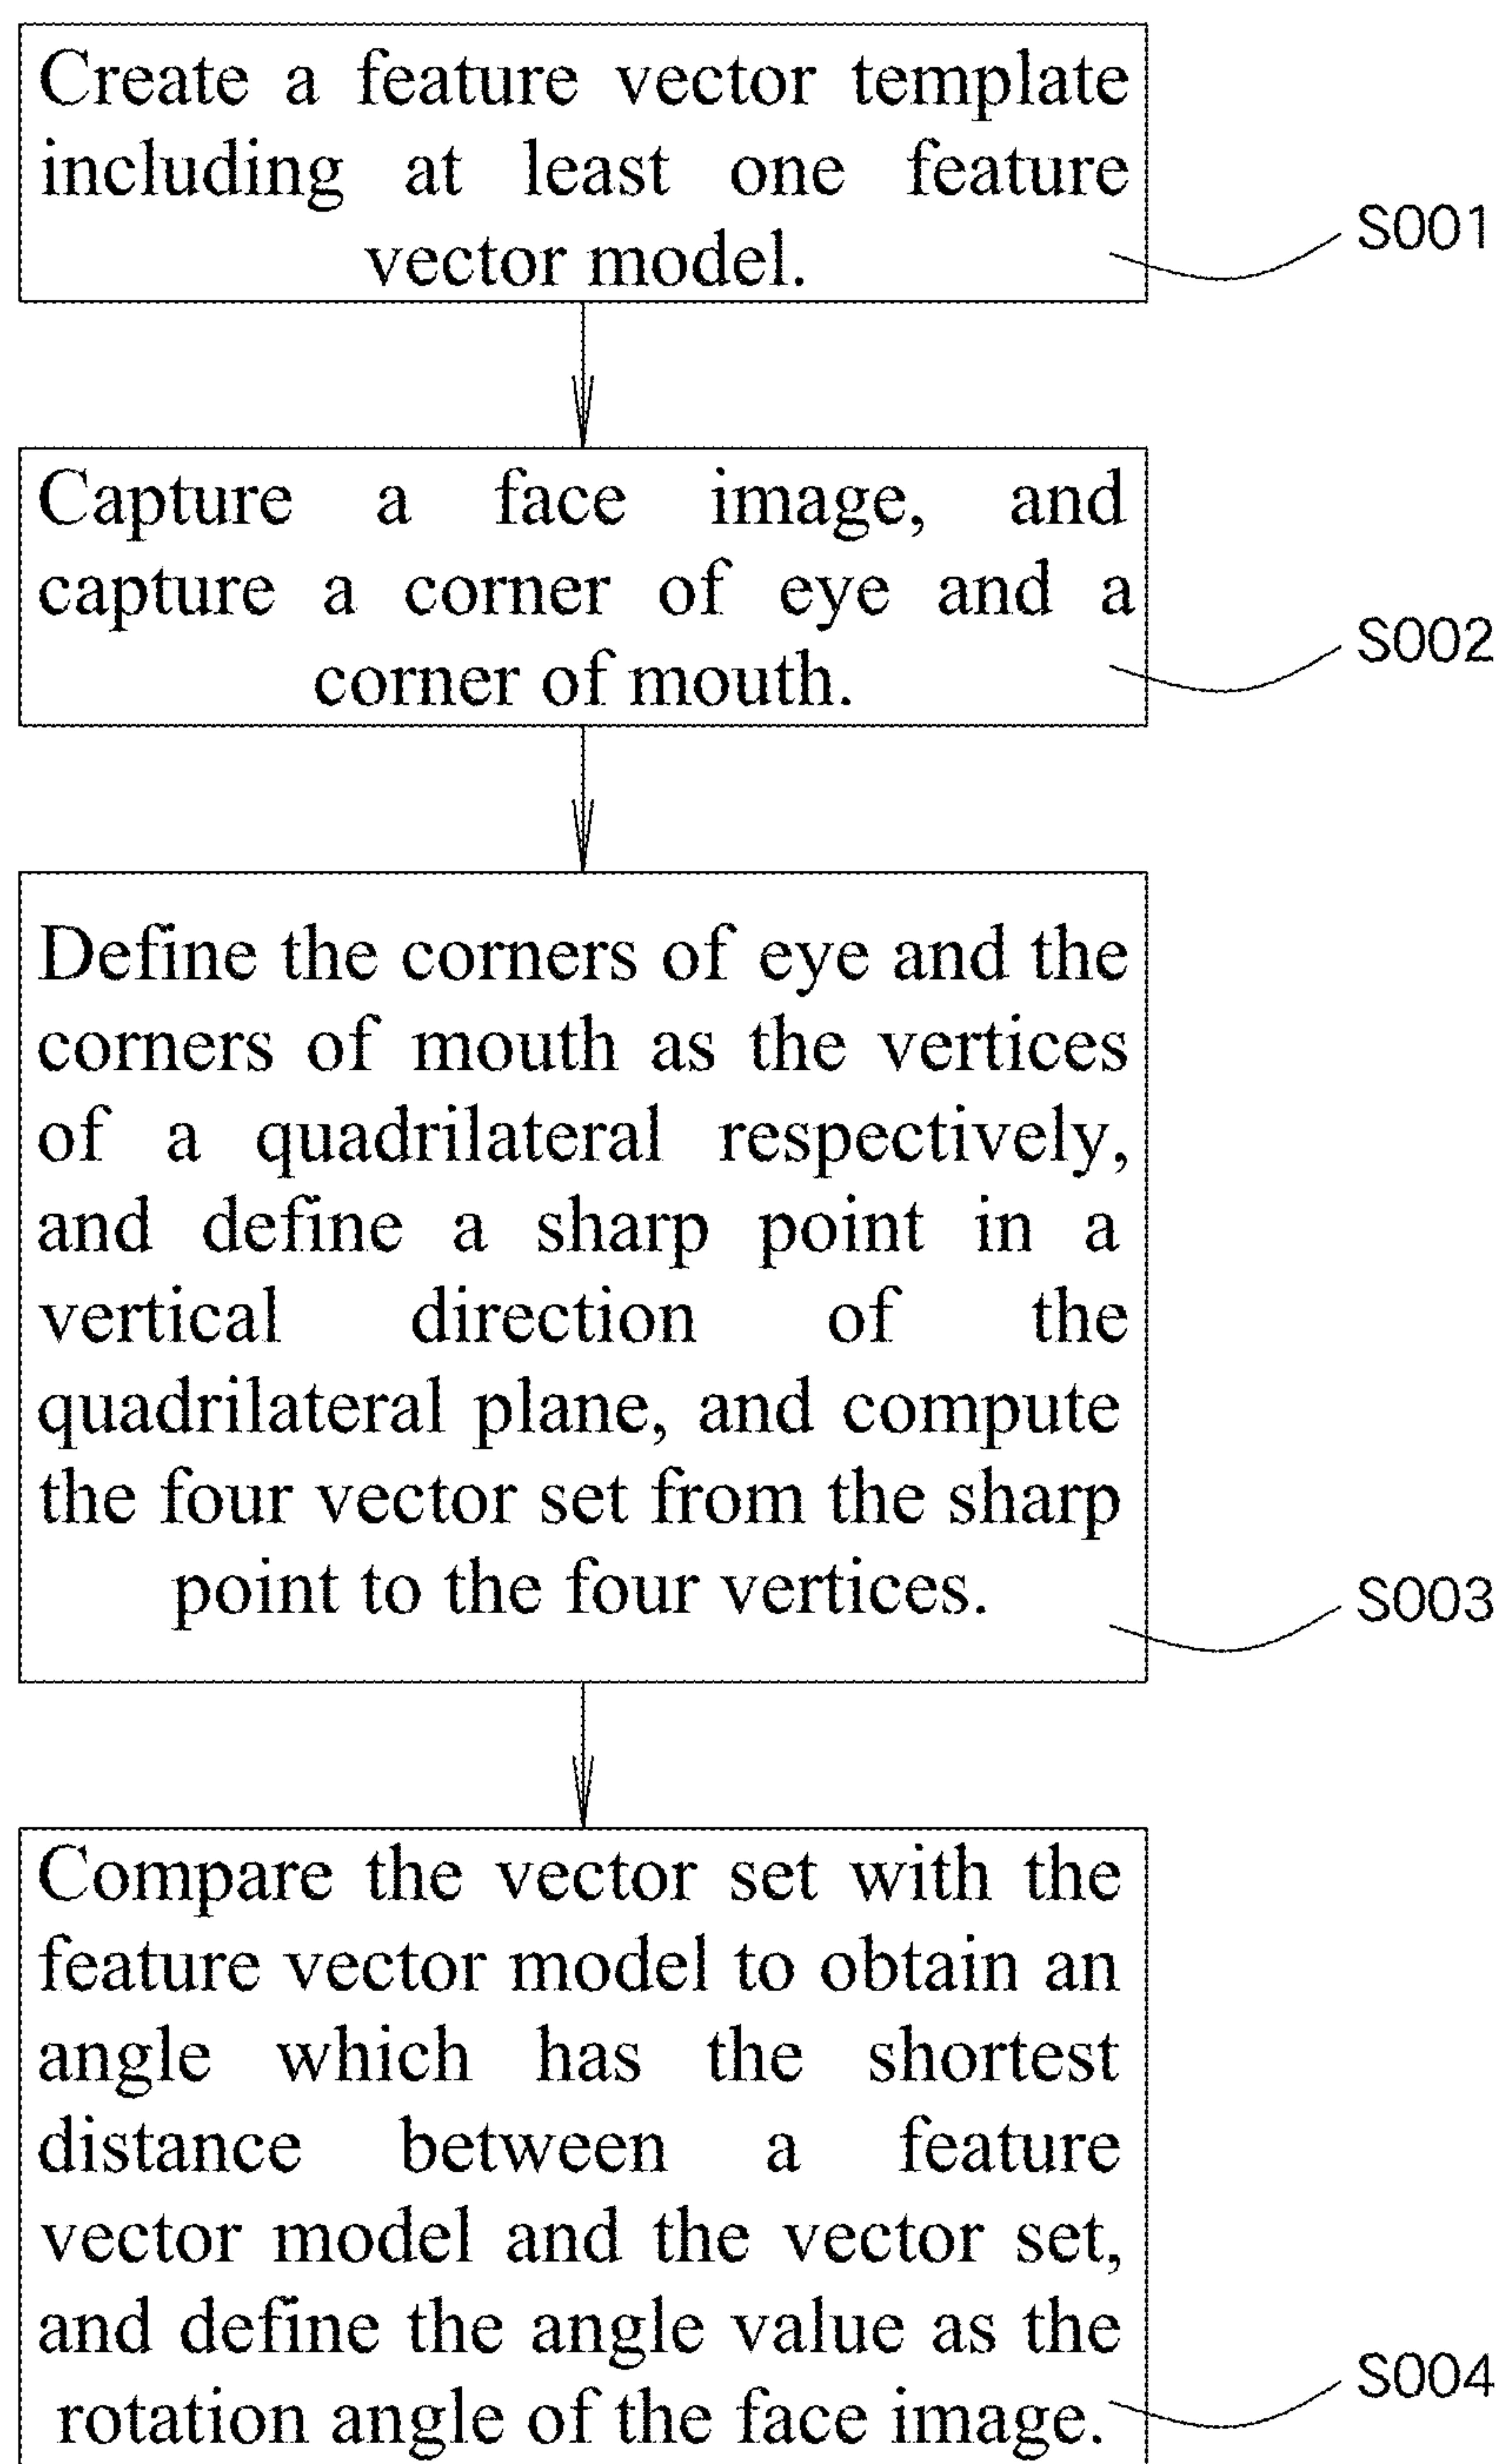 Create a feature vector template
including at least one feature
vector model.
S001
Capture a face image, and
capture a corner of eye and a
corner of mouth.
S002
Define the corners of eye and the
corners of mouth as the vertices
of a quadrilateral respectively,
and define a sharp point in a
vertical direction of the
quadrilateral plane, and compute
the four vector set from the sharp
point to the four vertices.
S003
Compare the vector set with the
feature vector model to obtain an
angle which has the shortest
distance between a feature
vector model and the vector set,
and define the angle value as the
rotation angle of the face image.
S004